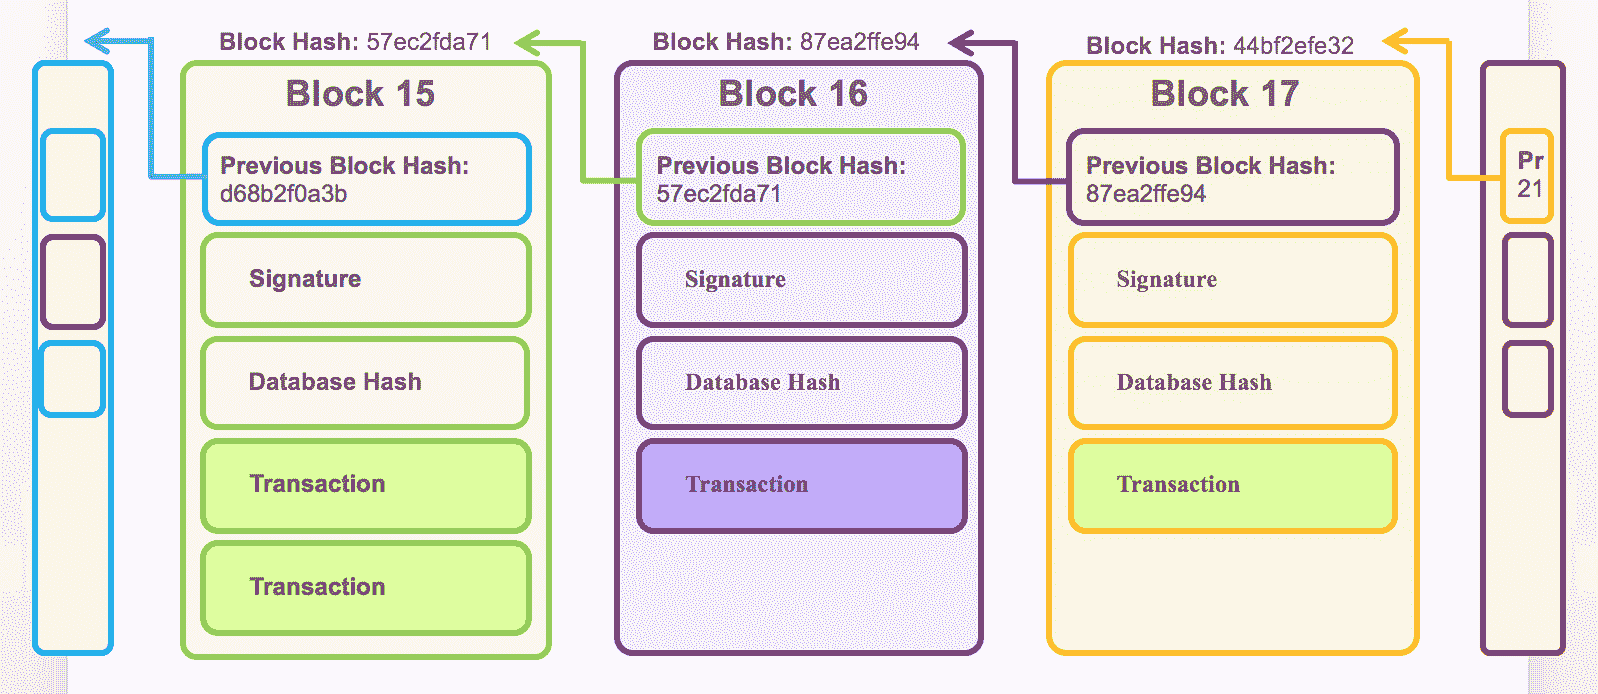 Block Hash: 57ec2fda71
Block 15
Previous Block Hash:
d68b2f0a3b
Signature
Database Hash
Transaction
Transaction
Block Hash: 87ea2ffe94
Block 16
Previous Block Hash:
57ec2fda71
Signature
Database Hash
Transaction
Block Hash: 44bf2efe32
Block 17
Previous Block Hash:
87ea2ffe94
Signature
Database Hash
Transaction
Pr
21